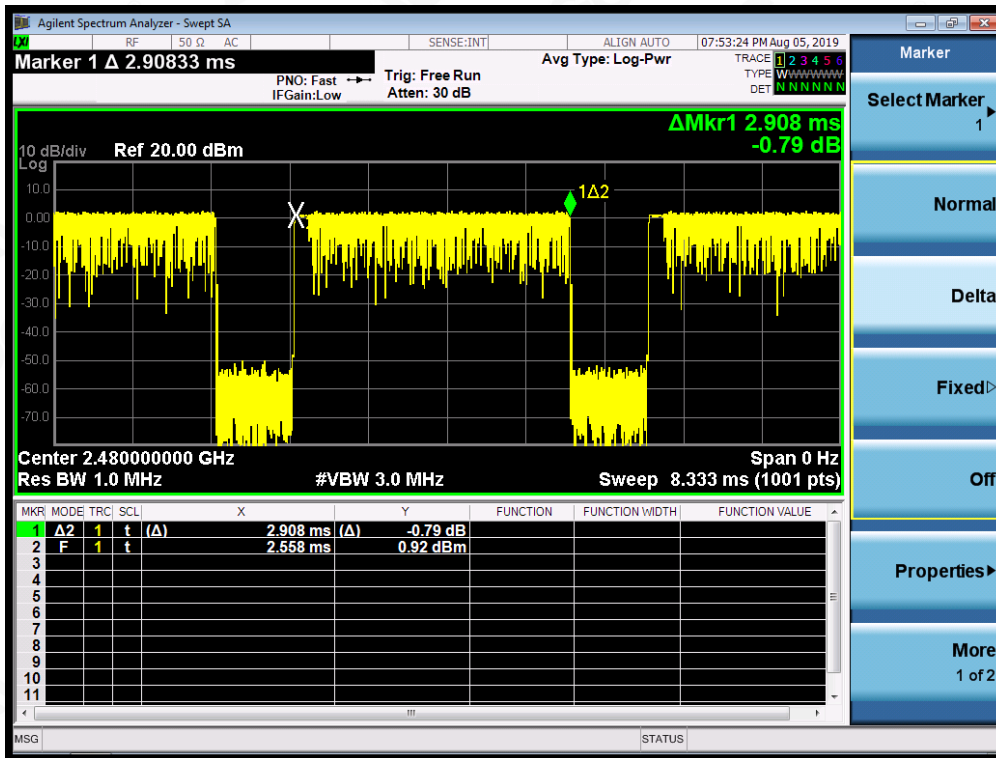 Agilent Spectrum Analyzer - Swept SA
LXI RF 50 Ω AC SENSE:INT ALIGN AUTO 07:53:24 PM Aug 05, 2019
Marker 1 Δ 2.90833 ms
PNO: Fast
IFGain:Low
Trig: Free Run
Atten: 30 dB
Avg Type: Log-Pwr
TRACE 1 2 3 4 5 6
TYPE WWWWWWW
DET N N N N N N
ΔMkr1 2.908 ms
-0.79 dB
10 dB/div Ref 20.00 dBm
Log
10.0
0.00
-10.0
-20.0
-30.0
-40.0
-50.0
-60.0
-70.0
X
1Δ2
Center 2.480000000 GHz Span 0 Hz
Res BW 1.0 MHz #VBW 3.0 MHz Sweep 8.333 ms (1001 pts)
MKR MODE TRC SCL X Y FUNCTION FUNCTION WIDTH FUNCTION VALUE
1 Δ2 1 t (Δ) 2.908 ms (Δ) -0.79 dB
2 F 1 t 2.558 ms 0.92 dBm
3
4
5
6
7
8
9
10
11
MSG STATUS
Marker
Select Marker
1
Normal
Delta
Fixed
Off
Properties
More
1 of 2